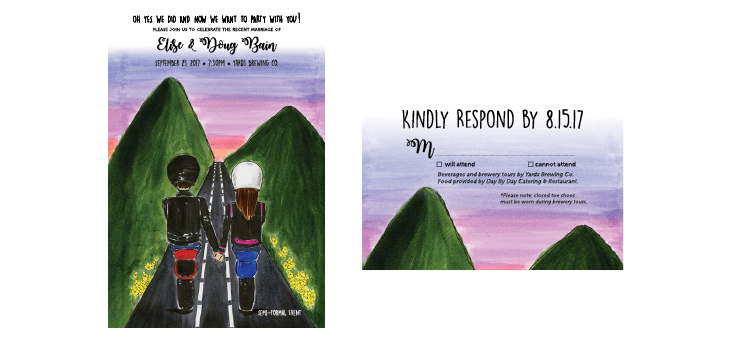 OH YES WE DID AND NOW WE WANT TO PARTY WITH YOU!
PLEASE JOIN US TO CELEBRATE THE RECENT MARRIAGE OF
Elise & Doug Bain
SEPTEMBER 23, 2017 • 7:30PM • YARDS BREWING CO.
SEMI-FORMAL EVENT
KINDLY RESPOND BY 8.15.17
M
will attend
cannot attend
Beverages and brewery tours by Yards Brewing Co.
Food provided by Day By Day Catering & Restaurant.
*Please note: closed toe shoes
must be worn during brewery tours.